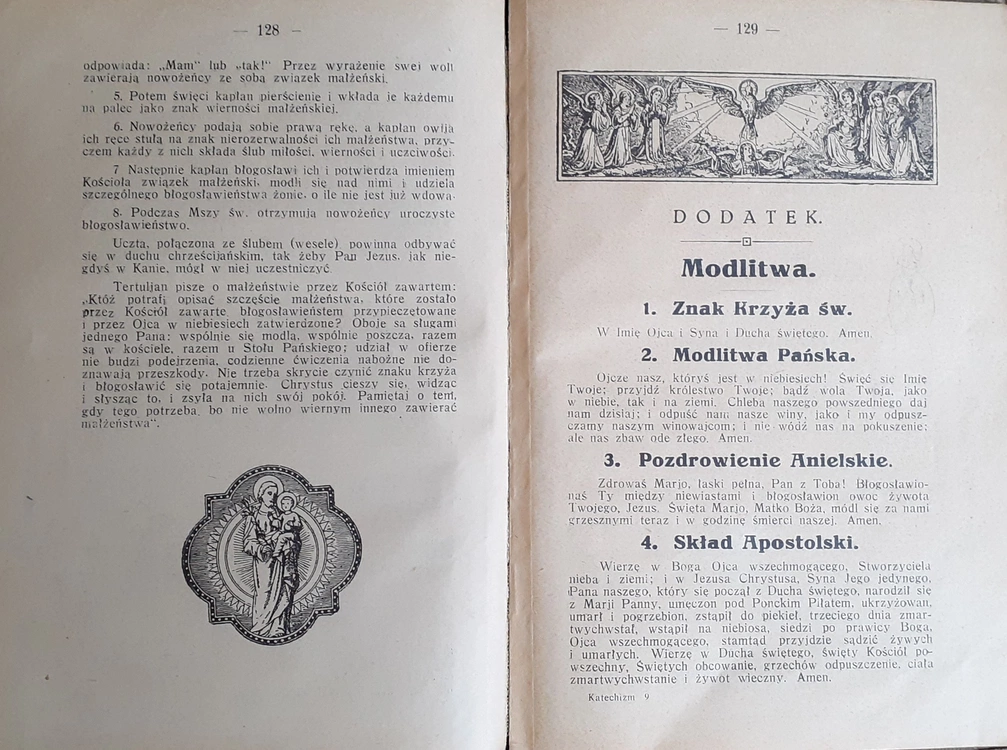 — 128 —
odpowiada: „Mam" lub „tak!" Przez wyrażenie swej woli
zawierają nowożeńcy ze sobą związek małżeński.
5. Potem święci kapłan pierścienie i wkłada je każdemu
na palec jako znak wierności małżeńskiej.
6. Nowożeńcy podają sobie prawą rękę, a kapłan owija
ich ręce stułą na znak nierozerwalności ich małżeństwa, przy-
czem każdy z nich składa ślub miłości, wierności i uczciwości.
7 Następnie kapłan błogosławi ich i potwierdza imieniem
Kościoła związek małżeński, modli się nad nimi i udziela
szczególnego błogosławieństwa żonie, o ile nie jest już wdową.
8. Podczas Mszy św. otrzymują nowożeńcy uroczyste
błogosławieństwo.
Uczta, połączona ze ślubem (wesele) powinna odbywać
się w duchu chrześcijańskim, tak żeby Pan Jezus, jak nie-
gdyś w Kanie, mógł w niej uczestniczyć.
Tertuljan pisze o małżeństwie przez Kościół zawartem:
„Któż potrafi opisać szczęście małżeństwa, które zostało
przez Kościół zawarte, błogosławieństem przypieczętowane
i przez Ojca w niebiesiech zatwierdzone? Oboje są sługami
jednego Pana; wspólnie się modlą, wspólnie poszczą, razem
są w kościele, razem u Stołu Pańskiego; udział w ofierze
nie budzi podejrzenia, codzienne ćwiczenia nabożne nie do-
znawają przeszkody. Nie trzeba skrycie czynić znaku krzyża
i błogosławić się potajemnie. Chrystus cieszy się, widząc
i słysząc to, i zsyła na nich swój pokój. Pamiętaj o tem,
gdy tego potrzeba, bo nie wolno wiernym innego zawierać
małżeństwa".
— 129 —
DODATEK.
Modlitwa.
1. Znak Krzyża św.
W Imię Ojca i Syna i Ducha świętego. Amen.
2. Modlitwa Pańska.
Ojcze nasz, któryś jest w niebiesiech! Święć się Imię
Twoje; przyjdź królestwo Twoje; bądź wola Twoja, jako
w niebie, tak i na ziemi. Chleba naszego powszedniego daj
nam dzisiaj; i odpuść nam nasze winy, jako i my odpusz-
czamy naszym winowajcom; i nie wódź nas na pokuszenie;
ale nas zbaw ode złego. Amen.
3. Pozdrowienie Anielskie.
Zdrowaś Marjo, łaski pełna, Pan z Toba! Błogosławio-
naś Ty między niewiastami i błogosławion owoc żywota
Twojego, Jezus. Święta Marjo, Matko Boża, módl się za nami
grzesznymi teraz i w godzinę śmierci naszej. Amen.
4. Skład Apostolski.
Wierzę w Boga Ojca wszechmogącego, Stworzyciela
nieba i ziemi; i w Jezusa Chrystusa, Syna Jego jedynego,
Pana naszego, który się począł z Ducha świętego, narodził się
z Marji Panny, umęczon pod Ponckim Piłatem, ukrzyżowan,
umarł i pogrzebion, zstąpił do piekieł, trzeciego dnia zmar-
twychwstał, wstąpił na niebiosa, siedzi po prawicy Boga,
Ojca wszechmogącego, stamtąd przyjdzie sądzić żywych
i umarłych. Wierzę w Ducha świętego, święty Kościół po-
wszechny, Świętych obcowanie, grzechów odpuszczenie, ciała
zmartwychwstanie i żywot wieczny. Amen.
Katechizm 9